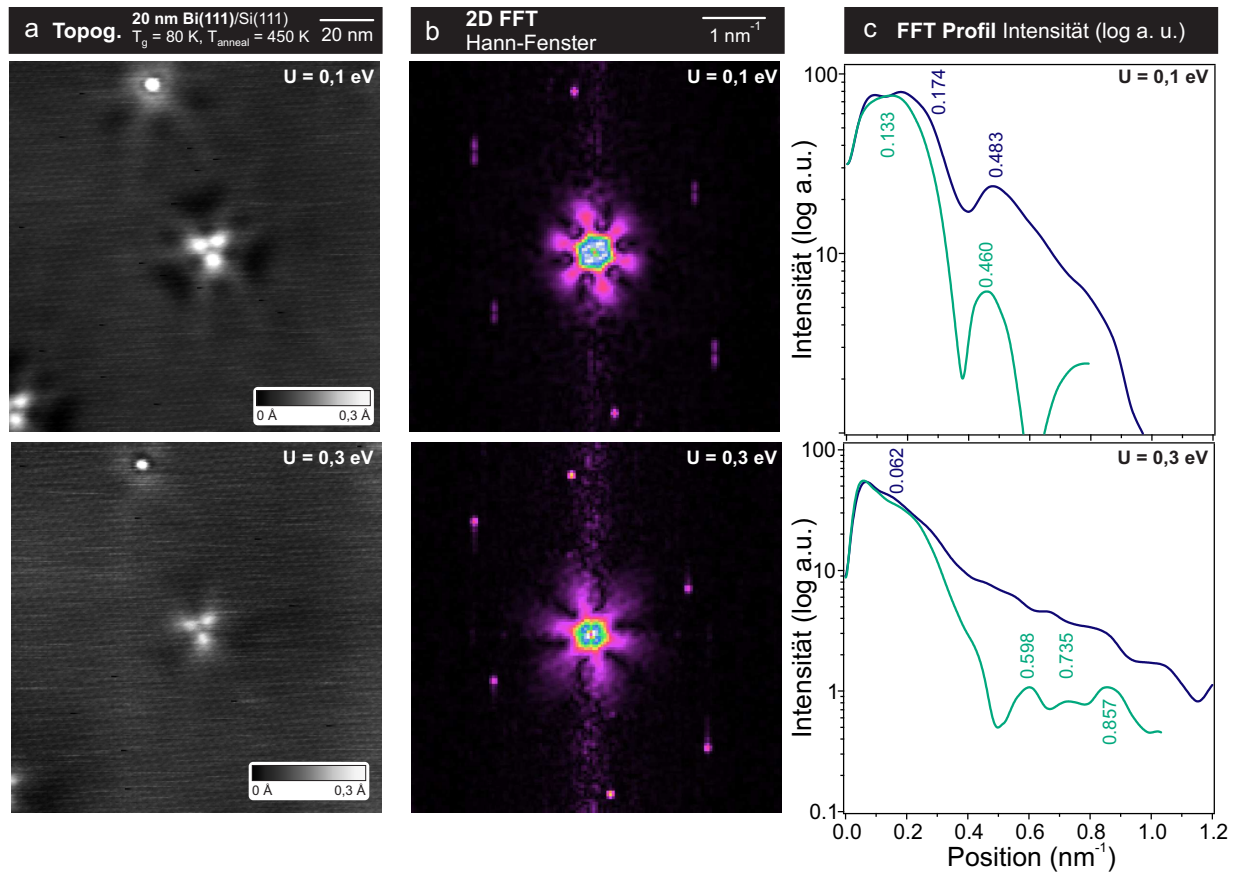 a Topog. 20 nm Bi(111)/Si(111)
T_g = 80 K, T_anneal = 450 K
20 nm
b 2D FFT
Hann-Fenster
1 nm⁻¹
c FFT Profil Intensität (log a. u.)
U = 0,1 eV
0 Å 0,3 Å
U = 0,1 eV
U = 0,1 eV
Intensität (log a.u.)
100
10
0.174
0.133
0.483
0.460
U = 0,3 eV
0 Å 0,3 Å
U = 0,3 eV
U = 0,3 eV
Intensität (log a.u.)
100
10
1
0.1
0.062
0.598
0.735
0.857
0.0 0.2 0.4 0.6 0.8 1.0 1.2
Position (nm⁻¹)